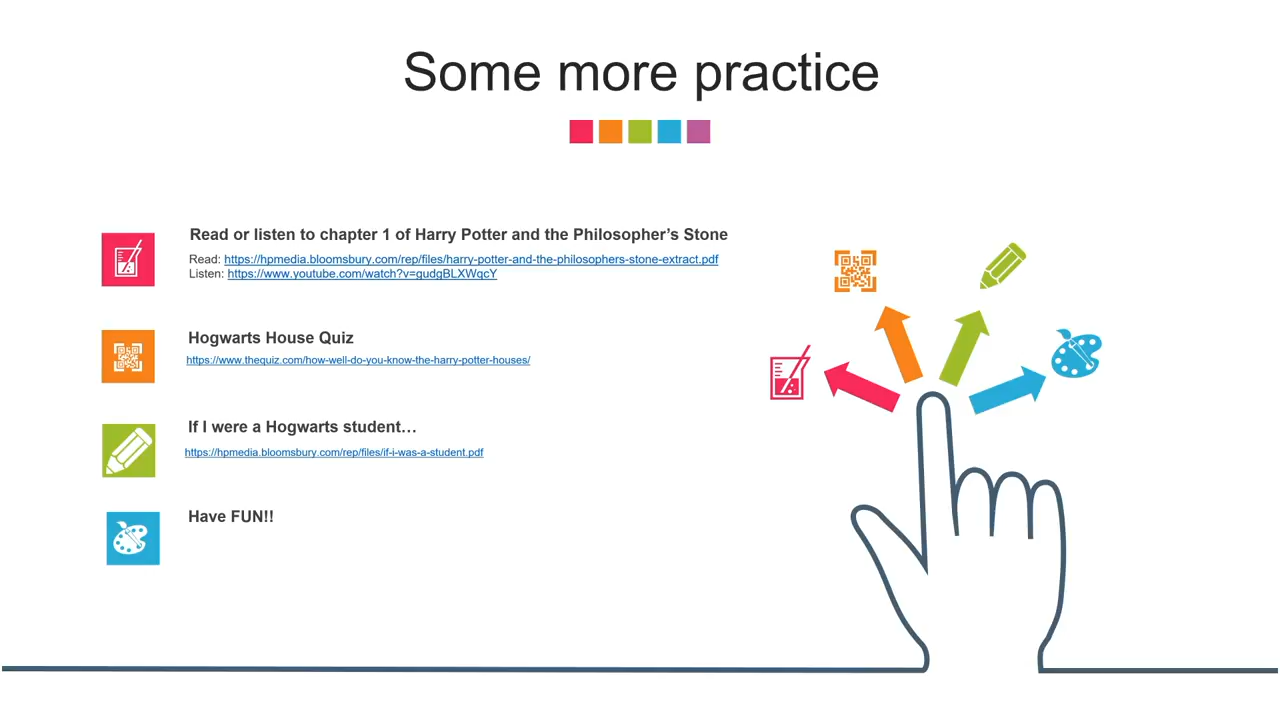 Some more practice
Read or listen to chapter 1 of Harry Potter and the Philosopher’s Stone
Read: https://hpmedia.bloomsbury.com/rep/files/harry-potter-and-the-philosophers-stone-extract.pdf
Listen: https://www.youtube.com/watch?v=gudgBLXWqcY
Hogwarts House Quiz
https://www.thequiz.com/how-well-do-you-know-the-harry-potter-houses/
If I were a Hogwarts student…
https://hpmedia.bloomsbury.com/rep/files/if-i-was-a-student.pdf
Have FUN!!